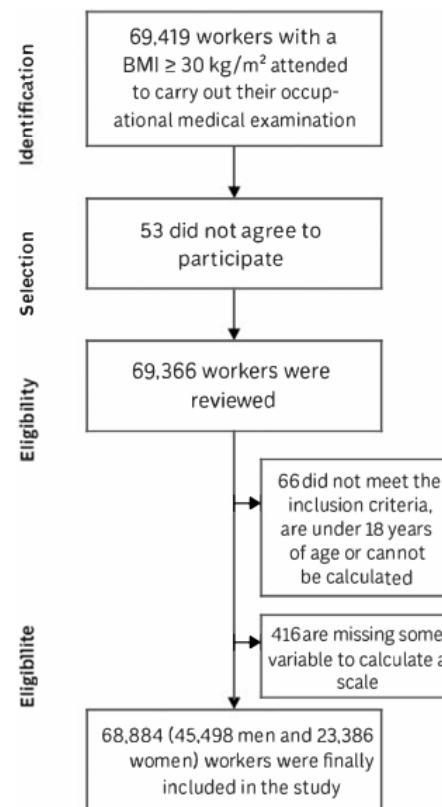 Identification
69,419 workers with a
BMI ≥ 30 kg/m² attended
to carry out their occup-
ational medical examination
Selection
53 did not agree to
participate
Eligibility
69,366 workers were
reviewed
66 did not meet the
inclusion criteria,
are under 18 years
of age or cannot
be calculated
Eligibilite
416 are missing some
variable to calculate a
scale
68,884 (45,498 men and 23,386
women) workers were finally
included in the study